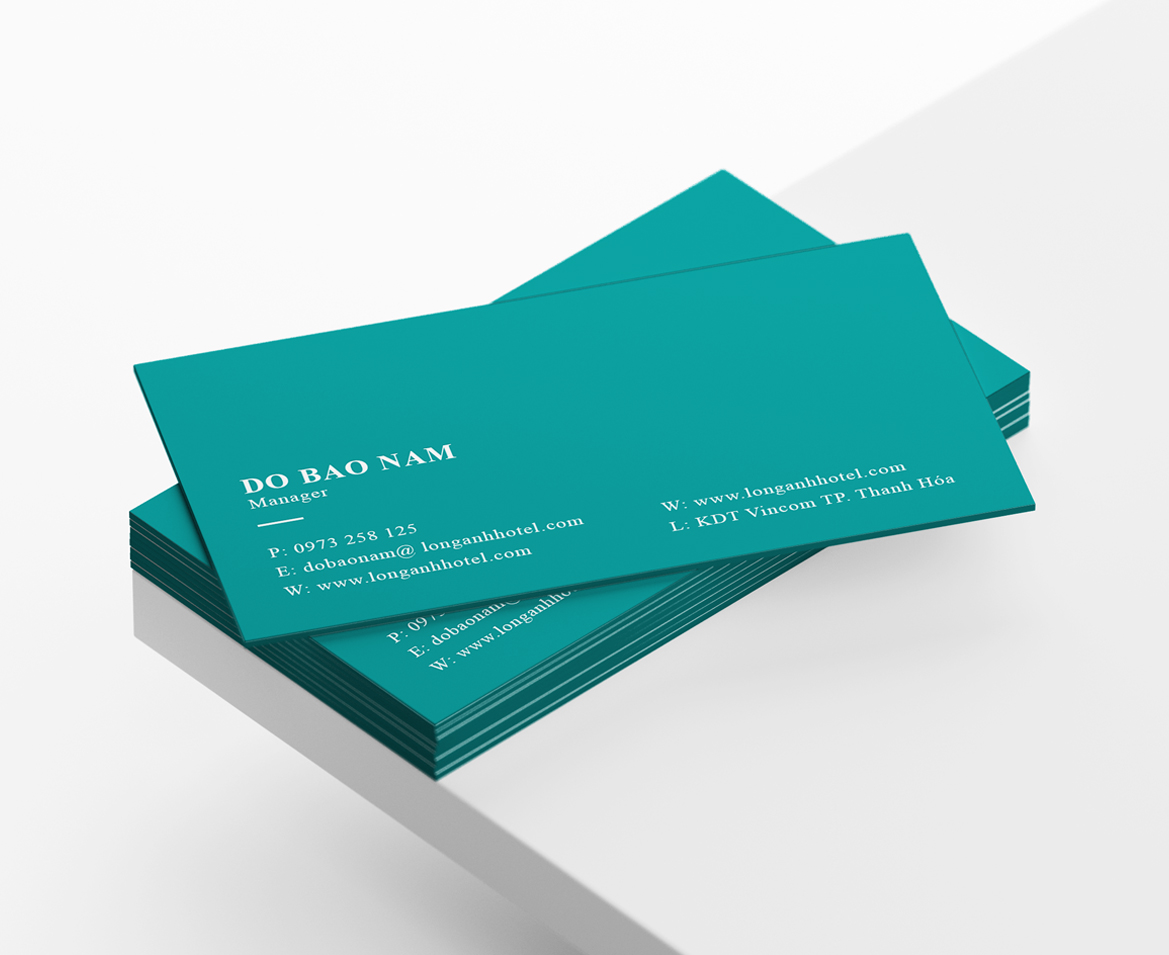 DO BAO NAM
Manager
P: 0973 258 125
E: dobaonam@ longanhhotel.com
W: www.longanhhotel.com
W: www.longanhhotel.com
L: KDT Vincom TP. Thanh Hóa
P: 097
E: dobaonam@
W: www.longanhho